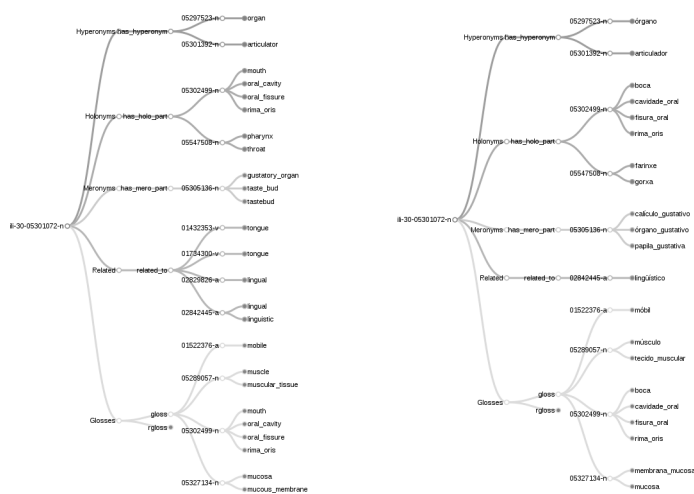 ili-30-05301072-n
Hyperonyms has_hyperonym
05297523-n organ
05301392-n articulator
Holonyms has_holo_part
05302499-n
mouth
oral_cavity
oral_fissure
rima_oris
05547508-n
pharynx
throat
Meronyms has_mero_part
05305136-n
gustatory_organ
taste_bud
tastebud
Related related_to
01432353-v tongue
01734300-v tongue
02829826-a lingual
02842445-a
lingual
linguistic
Glosses
gloss
rgloss
01522376-a mobile
05289057-n
muscle
muscular_tissue
05302499-n
mouth
oral_cavity
oral_fissure
rima_oris
05327134-n
mucosa
mucous_membrane
ili-30-05301072-n
Hyperonyms has_hyperonym
05297523-n órgano
05301392-n articulador
Holonyms has_holo_part
05302499-n
boca
cavidade_oral
fisura_oral
rima_oris
05547508-n
farinxe
gorxa
Meronyms has_mero_part
05305136-n
calículo_gustativo
órgano_gustativo
papila_gustativa
Related related_to
02842445-a lingüístico
Glosses
gloss
rgloss
01522376-a móbil
05289057-n
músculo
tecido_muscular
05302499-n
boca
cavidade_oral
fisura_oral
rima_oris
05327134-n
membrana_mucosa
mucosa